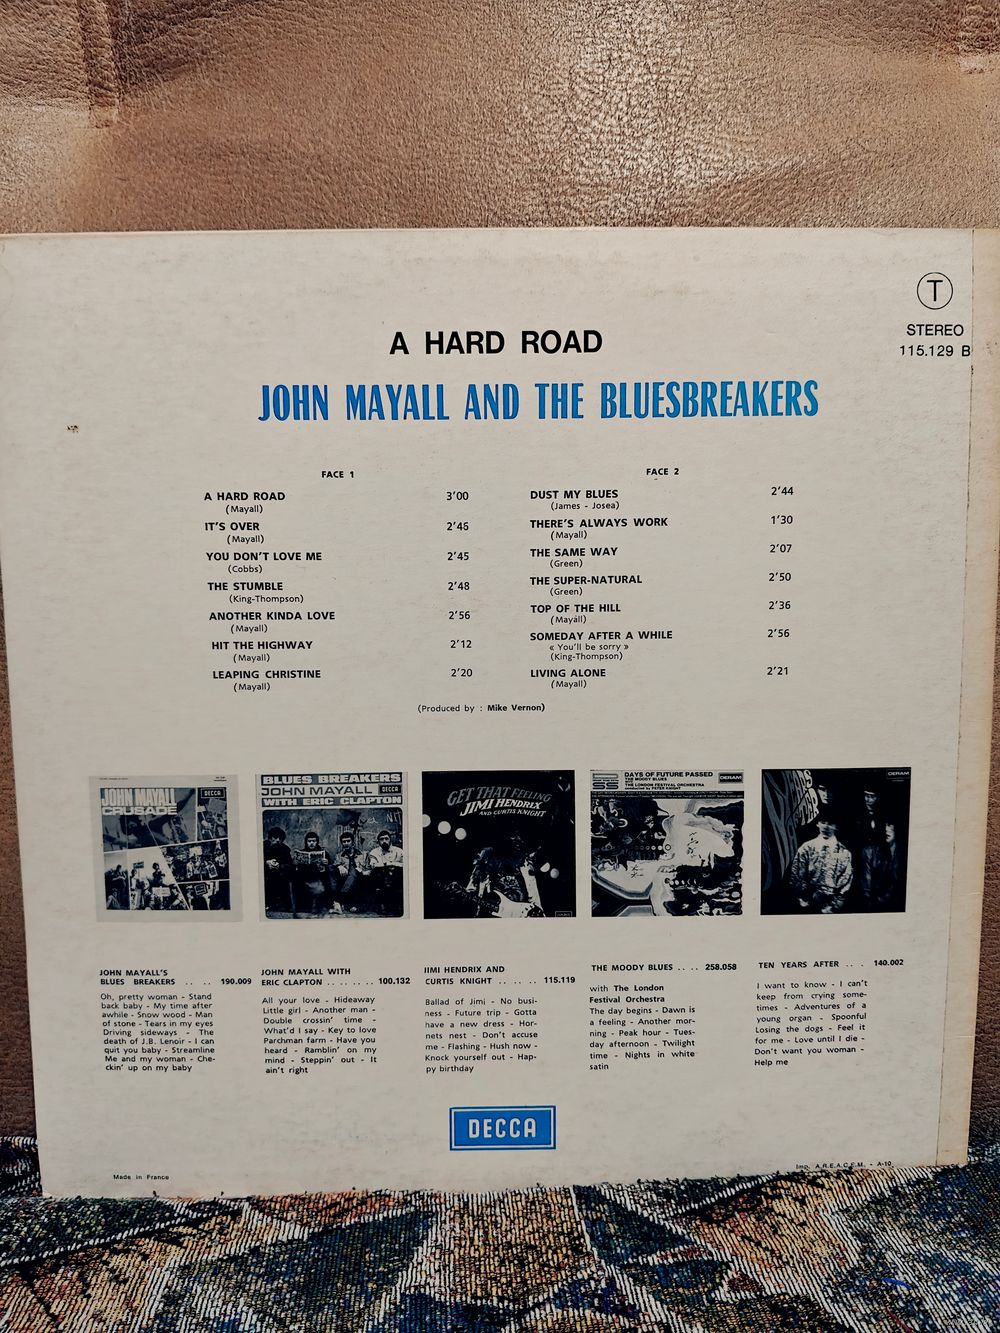 T
STEREO
115.129 B
A HARD ROAD
JOHN MAYALL AND THE BLUESBREAKERS
FACE 1
A HARD ROAD 3'00
(Mayall)
IT'S OVER 2'46
(Mayall)
YOU DON'T LOVE ME 2'45
(Cobbs)
THE STUMBLE 2'48
(King-Thompson)
ANOTHER KINDA LOVE 2'56
(Mayall)
HIT THE HIGHWAY 2'12
(Mayall)
LEAPING CHRISTINE 2'20
(Mayall)
FACE 2
DUST MY BLUES 2'44
(James - Josea)
THERE'S ALWAYS WORK 1'30
(Mayall)
THE SAME WAY 2'07
(Green)
THE SUPER-NATURAL 2'50
(Green)
TOP OF THE HILL 2'36
(Mayall)
SOMEDAY AFTER A WHILE 2'56
« You'll be sorry »
(King-Thompson)
LIVING ALONE 2'21
(Mayall)
(Produced by : Mike Vernon)
DECCA
JOHN MAYALL
CRUSADE
BLUES BREAKERS
JOHN MAYALL DECCA
WITH ERIC CLAPTON
GET THAT FEELING
JIMI HENDRIX
AND CURTIS KNIGHT
DAYS OF FUTURE PASSED
THE MOODY BLUES
THE LONDON FESTIVAL ORCHESTRA
conducted by PETER KNIGHT
DERAM
DERAM
JOHN MAYALL'S
BLUES BREAKERS .. .. 190.009
Oh, pretty woman - Stand
back baby - My time after
awhile - Snow wood - Man
of stone - Tears in my eyes
Driving sideways - The
death of J.B. Lenoir - I can
quit you baby - Streamline
Me and my woman - Che-
ckin' up on my baby
JOHN MAYALL WITH
ERIC CLAPTON . . . . . . 100.132
All your love - Hideaway
Little girl - Another man -
Double crossin' time -
What'd I say - Key to love
Parchman farm - Have you
heard - Ramblin' on my
mind - Steppin' out - It
ain't right
JIMI HENDRIX AND
CURTIS KNIGHT .. .. .. 115.119
Ballad of Jimi - No busi-
ness - Future trip - Gotta
have a new dress - Hor-
nets nest - Don't accuse
me - Flashing - Hush now -
Knock yourself out - Hap-
py birthday
THE MOODY BLUES .. .. 258.058
with The London
Festival Orchestra
The day begins - Dawn is
a feeling - Another mor-
ning - Peak hour - Tues-
day afternoon - Twilight
time - Nights in white
satin
TEN YEARS AFTER .. . 140.002
I want to know - I can't
keep from crying some-
times - Adventures of a
young organ - Spoonful
Losing the dogs - Feel it
for me - Love until I die -
Don't want you woman -
Help me
DECCA
Made in France
Imp. A.R.E.A.C.E.M. - A-10